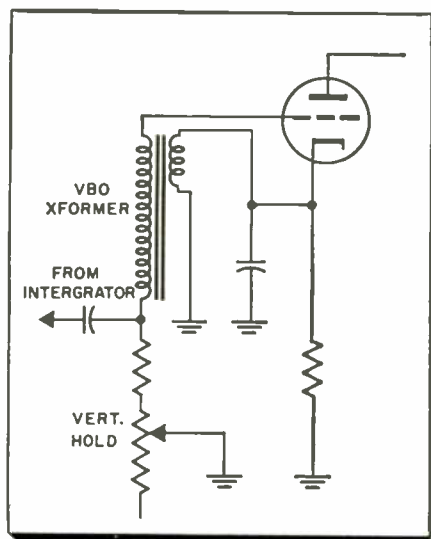 VBO
XFORMER
FROM
INTERGRATOR
VERT.
HOLD